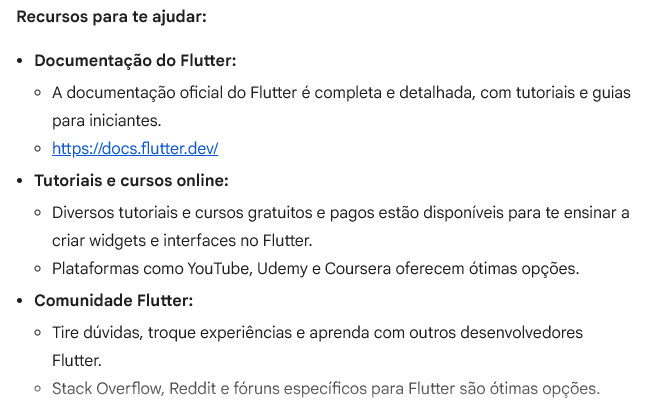 Recursos para te ajudar:
• Documentação do Flutter:
◦ A documentação oficial do Flutter é completa e detalhada, com tutoriais e guias
para iniciantes.
◦ https://docs.flutter.dev/
• Tutoriais e cursos online:
◦ Diversos tutoriais e cursos gratuitos e pagos estão disponíveis para te ensinar a
criar widgets e interfaces no Flutter.
◦ Plataformas como YouTube, Udemy e Coursera oferecem ótimas opções.
• Comunidade Flutter:
◦ Tire dúvidas, troque experiências e aprenda com outros desenvolvedores
Flutter.
◦ Stack Overflow, Reddit e fóruns específicos para Flutter são ótimas opções.